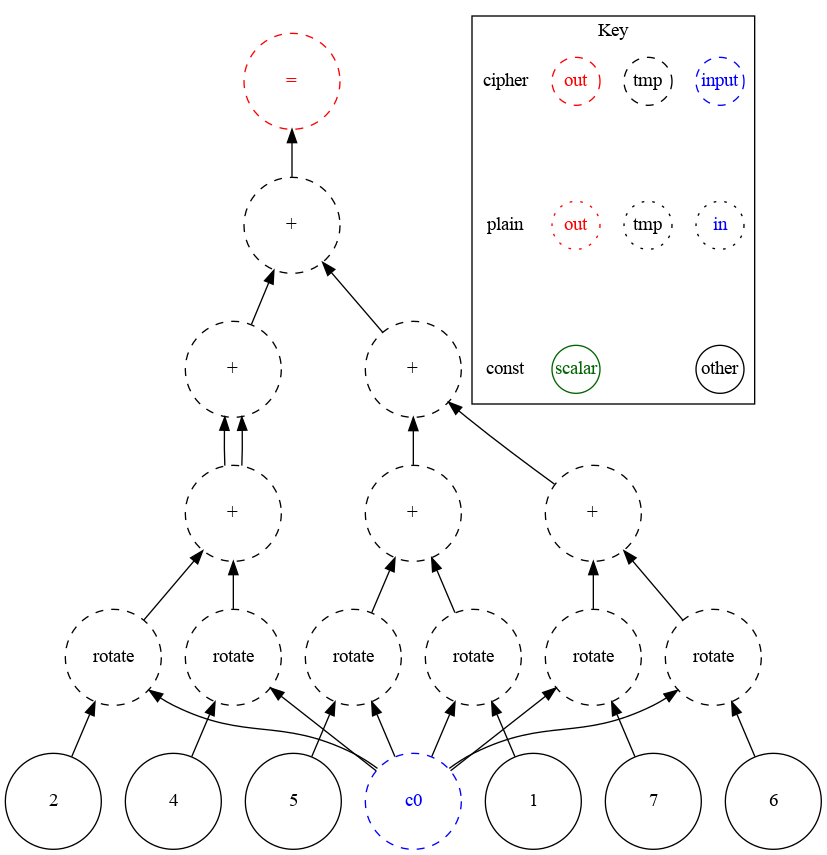 Key
cipher out tmp input
plain out tmp in
const scalar other
=
+
+ +
+ + +
rotate rotate rotate rotate rotate rotate
2 4 5 c0 1 7 6